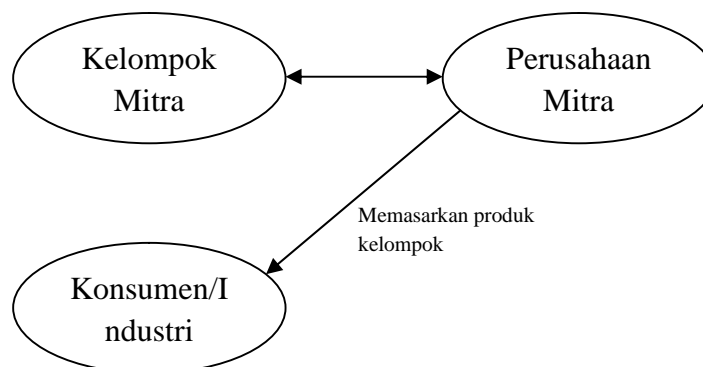 Kelompok
Mitra
Perusahaan
Mitra
Memasarkan produk
kelompok
Konsumen/I
ndustri